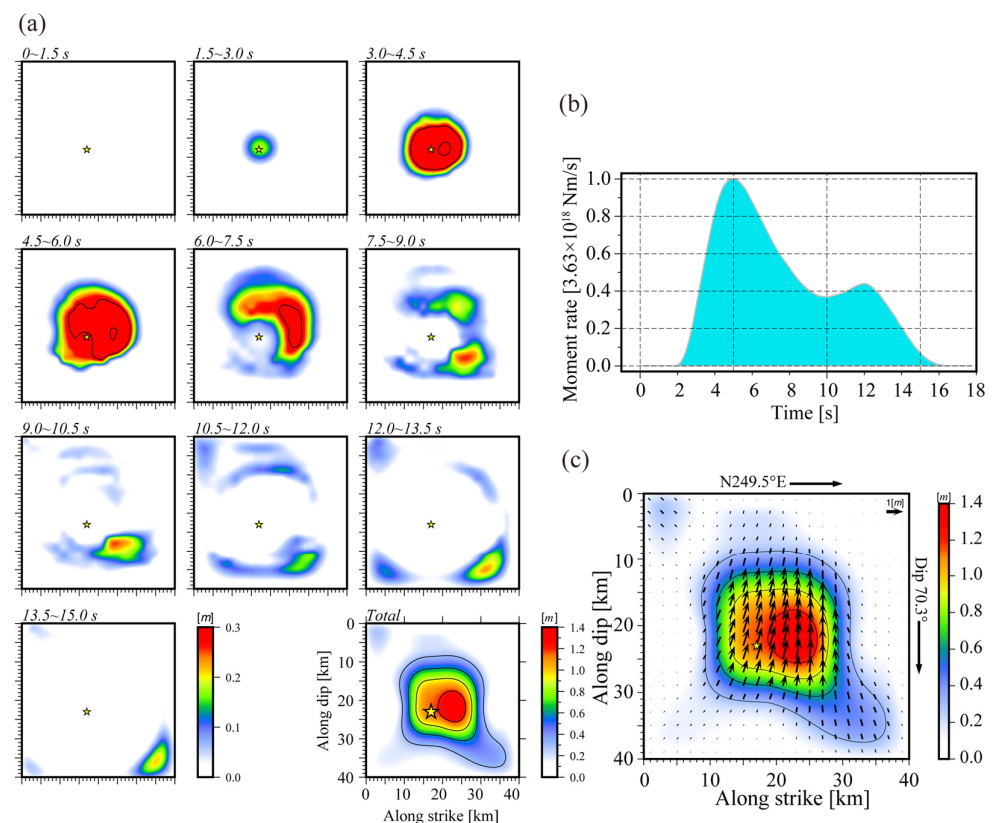 (a)
0~1.5 s
1.5~3.0 s
3.0~4.5 s
4.5~6.0 s
6.0~7.5 s
7.5~9.0 s
9.0~10.5 s
10.5~12.0 s
12.0~13.5 s
13.5~15.0 s
[m]
0.3
0.2
0.1
0.0
Total
0
10
20
30
40
Along dip [km]
0 10 20 30 40
Along strike [km]
[m]
1.4
1.2
1.0
0.8
0.6
0.4
0.2
0.0
(b)
Moment rate [3.63×10¹⁸ Nm/s]
1.0
0.8
0.6
0.4
0.2
0.0
0 2 4 6 8 10 12 14 16 18
Time [s]
(c)
N249.5°E
1[m]
Dip 70.3°
0
10
20
30
40
Along dip [km]
0 10 20 30 40
Along strike [km]
[m]
1.4
1.2
1.0
0.8
0.6
0.4
0.2
0.0